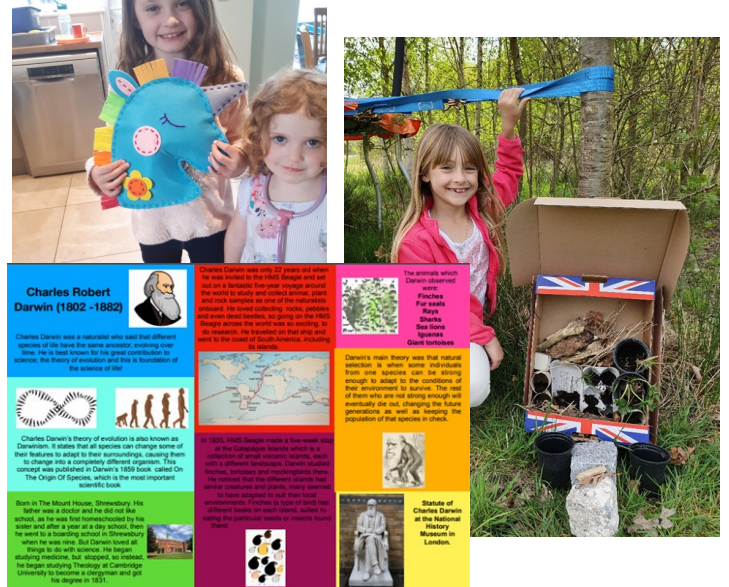 Charles Robert
Darwin (1802 -1882)
Charles Darwin was a naturalist who said that different
species of life have the same ancestor, evolving over
time. He is best known for his great contribution to
science; the theory of evolution and this is foundation of
the science of life!
Charles Darwin's theory of evolution is also known as
Darwinism. It states that all species can change some of
their features to adapt to their surroundings, causing them
to change into a completely different organism. This
concept was published in Darwin's 1859 book called On
The Origin Of Species, which is the most important
scientific book
Born in The Mount House, Shrewsbury. His
father was a doctor and he did not like
school, as he was first homeschooled by his
sister and after a year at a day school, then
he went to a boarding school in Shrewsbury
when he was nine. But Darwin loved all
things to do with science. He began
studying medicine, but stopped, so instead,
he began studying Theology at Cambridge
University to become a clergyman and got
his degree in 1831.
Charles Darwin was only 22 years old when
he was invited to the HMS Beagle and set
out on a fantastic five-year voyage around
the world to study and collect animal, plant
and rock samples as one of the naturalists
onboard. He loved collecting rocks, pebbles
and even dead beetles, so going on the HMS
Beagle across the world was so exciting, to
do research. He travelled on that ship and
went to the coast of South America, including
its islands.
In 1835, HMS Beagle made a five-week stop
at the Galapagos Islands which is a
collection of small volcanic islands, each
with a different landscape. Darwin studied
finches, tortoises and mockingbirds there.
He noticed that the different islands had
similar creatures and plants, many seemed
to have adapted to suit their local
environments. Finches (a type of bird) had
different beaks on each island, suited to
eating the particular seeds or insects found
there!
The animals which
Darwin observed
were:
Finches
Fur seals
Rays
Sharks
Sea lions
Iguanas
Giant tortoises
Darwin's main theory was that natural
selection is when some individuals
from one species can be strong
enough to adapt to the conditions of
their environment to survive. The rest
of them who are not strong enough will
eventually die out, changing the future
generations as well as keeping the
population of that species in check.
Statue of
Charles Darwin
at the National
History
Museum in
London.